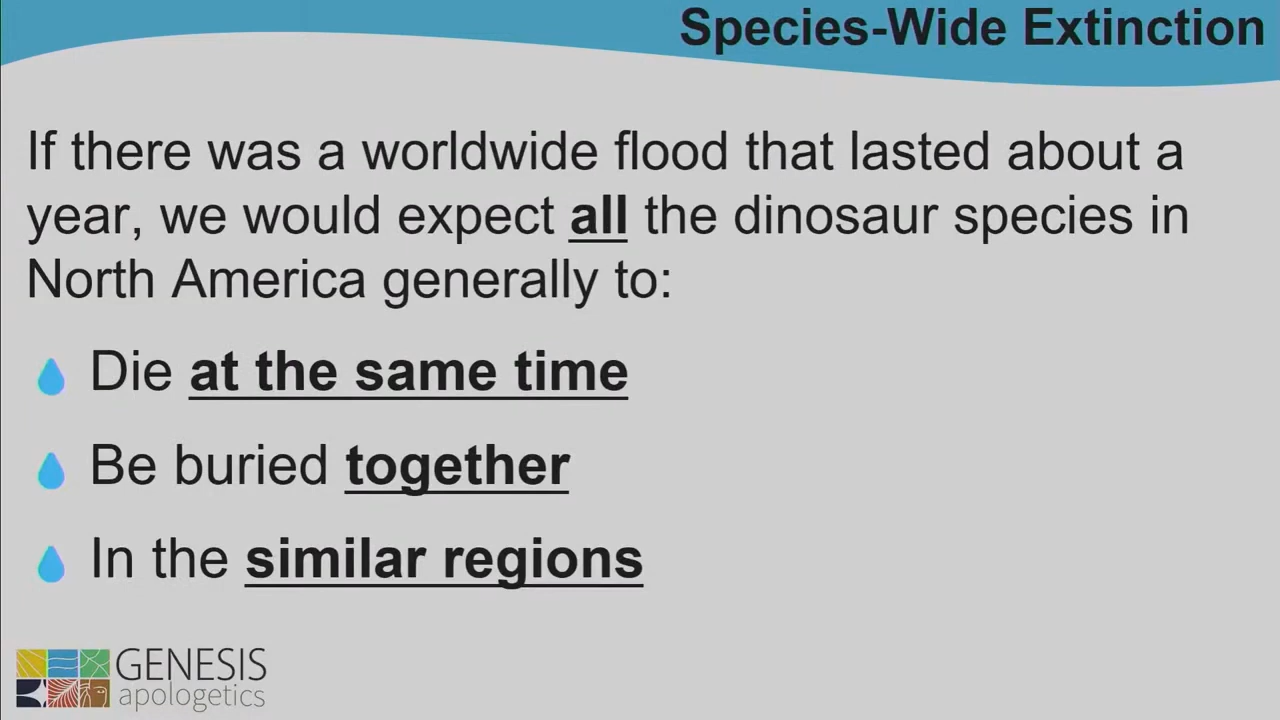 Species-Wide Extinction
If there was a worldwide flood that lasted about a
year, we would expect all the dinosaur species in
North America generally to:
Die at the same time
Be buried together
In the similar regions
GENESIS
apologetics